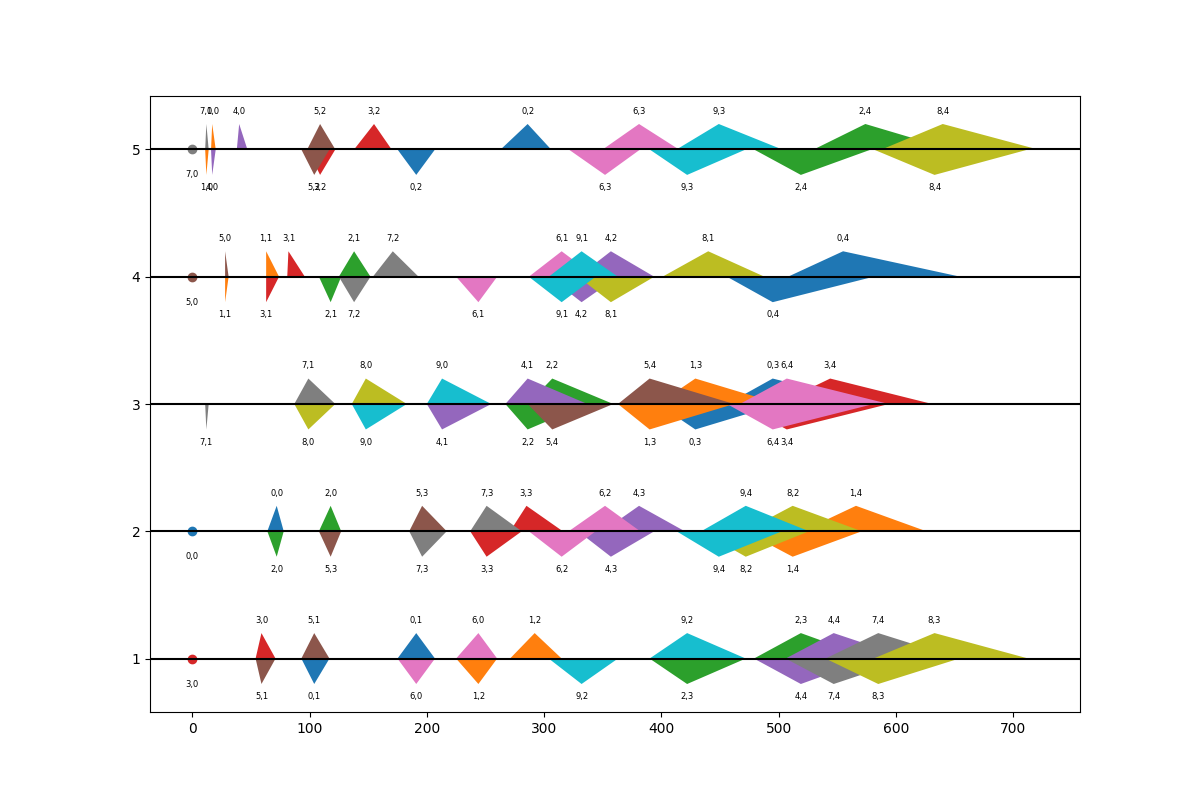 7,0 0,0 4,0 5,2 3,2 0,2 6,3 9,3 2,4 8,4
5
7,0
1,0 4,0 5,2 3,2 0,2 6,3 9,3 2,4 8,4
5,0 1,1 3,1 2,1 7,2 6,1 9,1 4,2 8,1 0,4
4
5,0
1,1 3,1 2,1 7,2 6,1 9,1 4,2 8,1 0,4
7,1 8,0 9,0 4,1 2,2 5,4 1,3 0,3 6,4 3,4
3
7,1 8,0 9,0 4,1 2,2 5,4 1,3 0,3 6,4 3,4
0,0 2,0 5,3 7,3 3,3 6,2 4,3 9,4 8,2 1,4
2
0,0
2,0 5,3 7,3 3,3 6,2 4,3 9,4 8,2 1,4
3,0 5,1 0,1 6,0 1,2 9,2 2,3 4,4 7,4 8,3
1
3,0
5,1 0,1 6,0 1,2 9,2 2,3 4,4 7,4 8,3
0 100 200 300 400 500 600 700